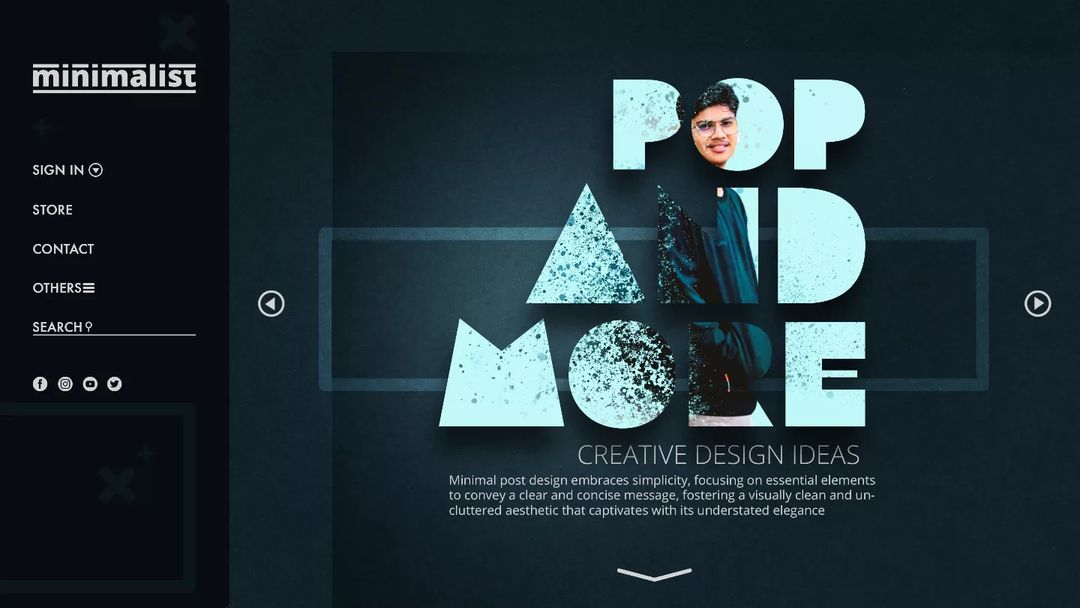 minimalist
SIGN IN
STORE
CONTACT
OTHERS
SEARCH
POP
AND
MORE
CREATIVE DESIGN IDEAS
Minimal post design embraces simplicity, focusing on essential elements
to convey a clear and concise message, fostering a visually clean and un-
cluttered aesthetic that captivates with its understated elegance